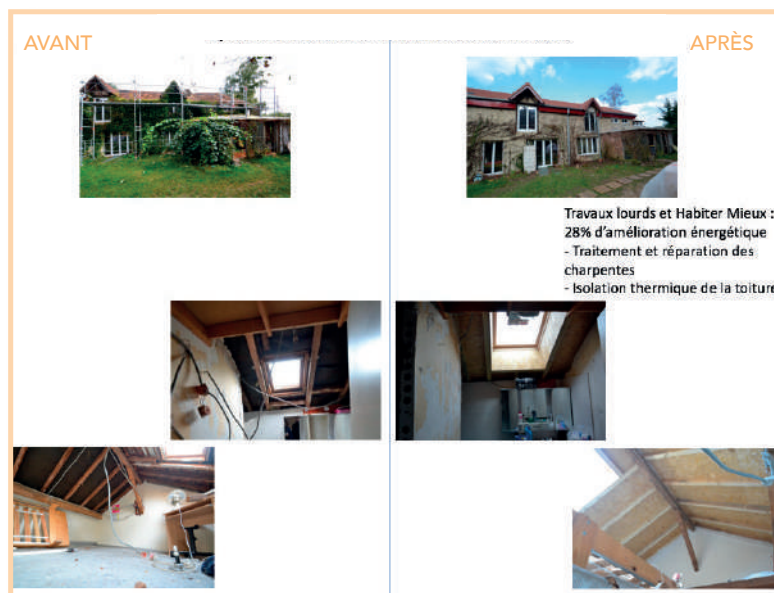 AVANT
APRÈS
Travaux lourds et Habiter Mieux :
28% d'amélioration énergétique
- Traitement et réparation des
charpentes
- Isolation thermique de la toiture